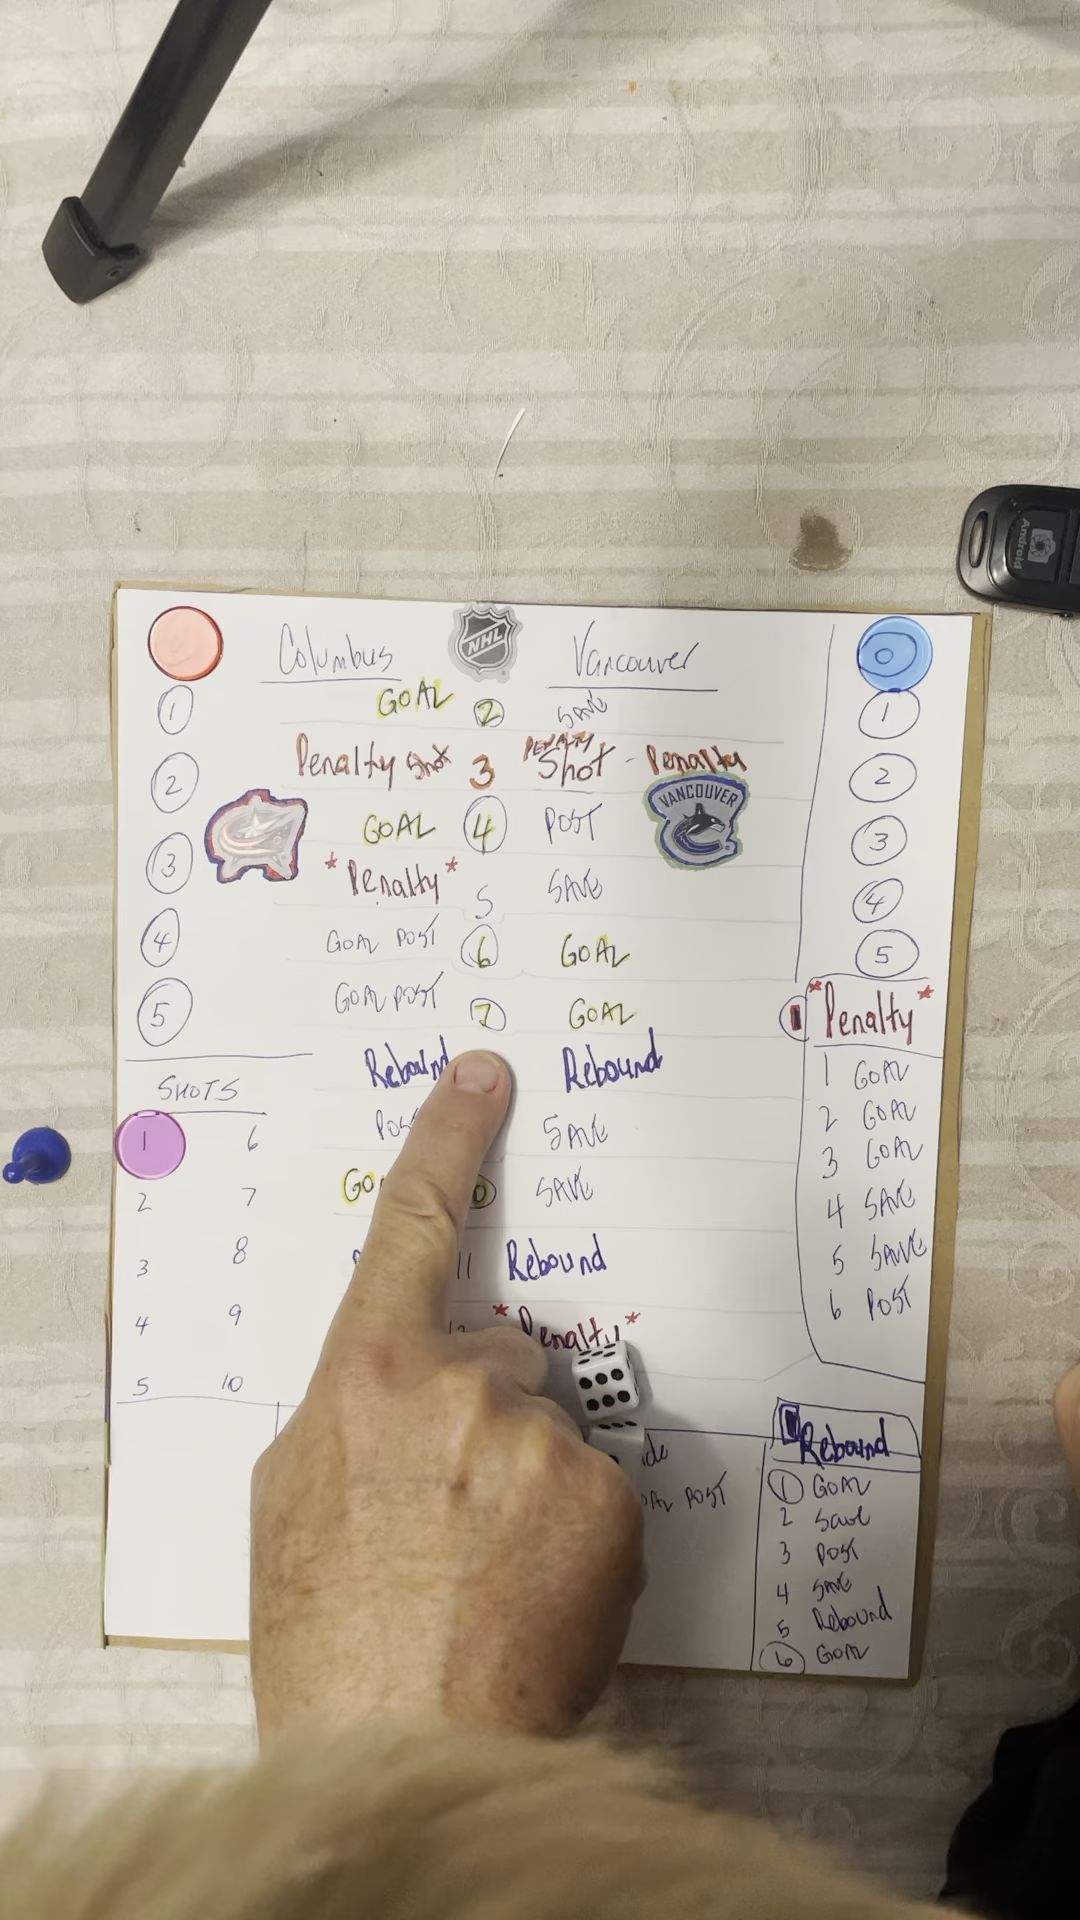 Android
NHL
0
0
Columbus
Vancouver
1
GOAL 2 SAVE
1
2
Penalty Shot 3 PENALTY Shot - Penalty
2
VANCOUVER
3
GOAL 4 POST
3
*Penalty* 5 SAVE
4
4
GOAL POST 6 GOAL
5
5
GOAL POST 7 GOAL
Rebound Rebound
SAVE
SAVE
11 Rebound
*Penalty*
SHOTS
1 6
2 7
3 8
4 9
5 10
*Penalty*
1 GOAL
2 GOAL
3 GOAL
4 SAVE
5 SAVE
6 POST
POST
Rebound
1 GOAL
2 Save
3 POST
4 SAVE
5 Rebound
6 GOAL